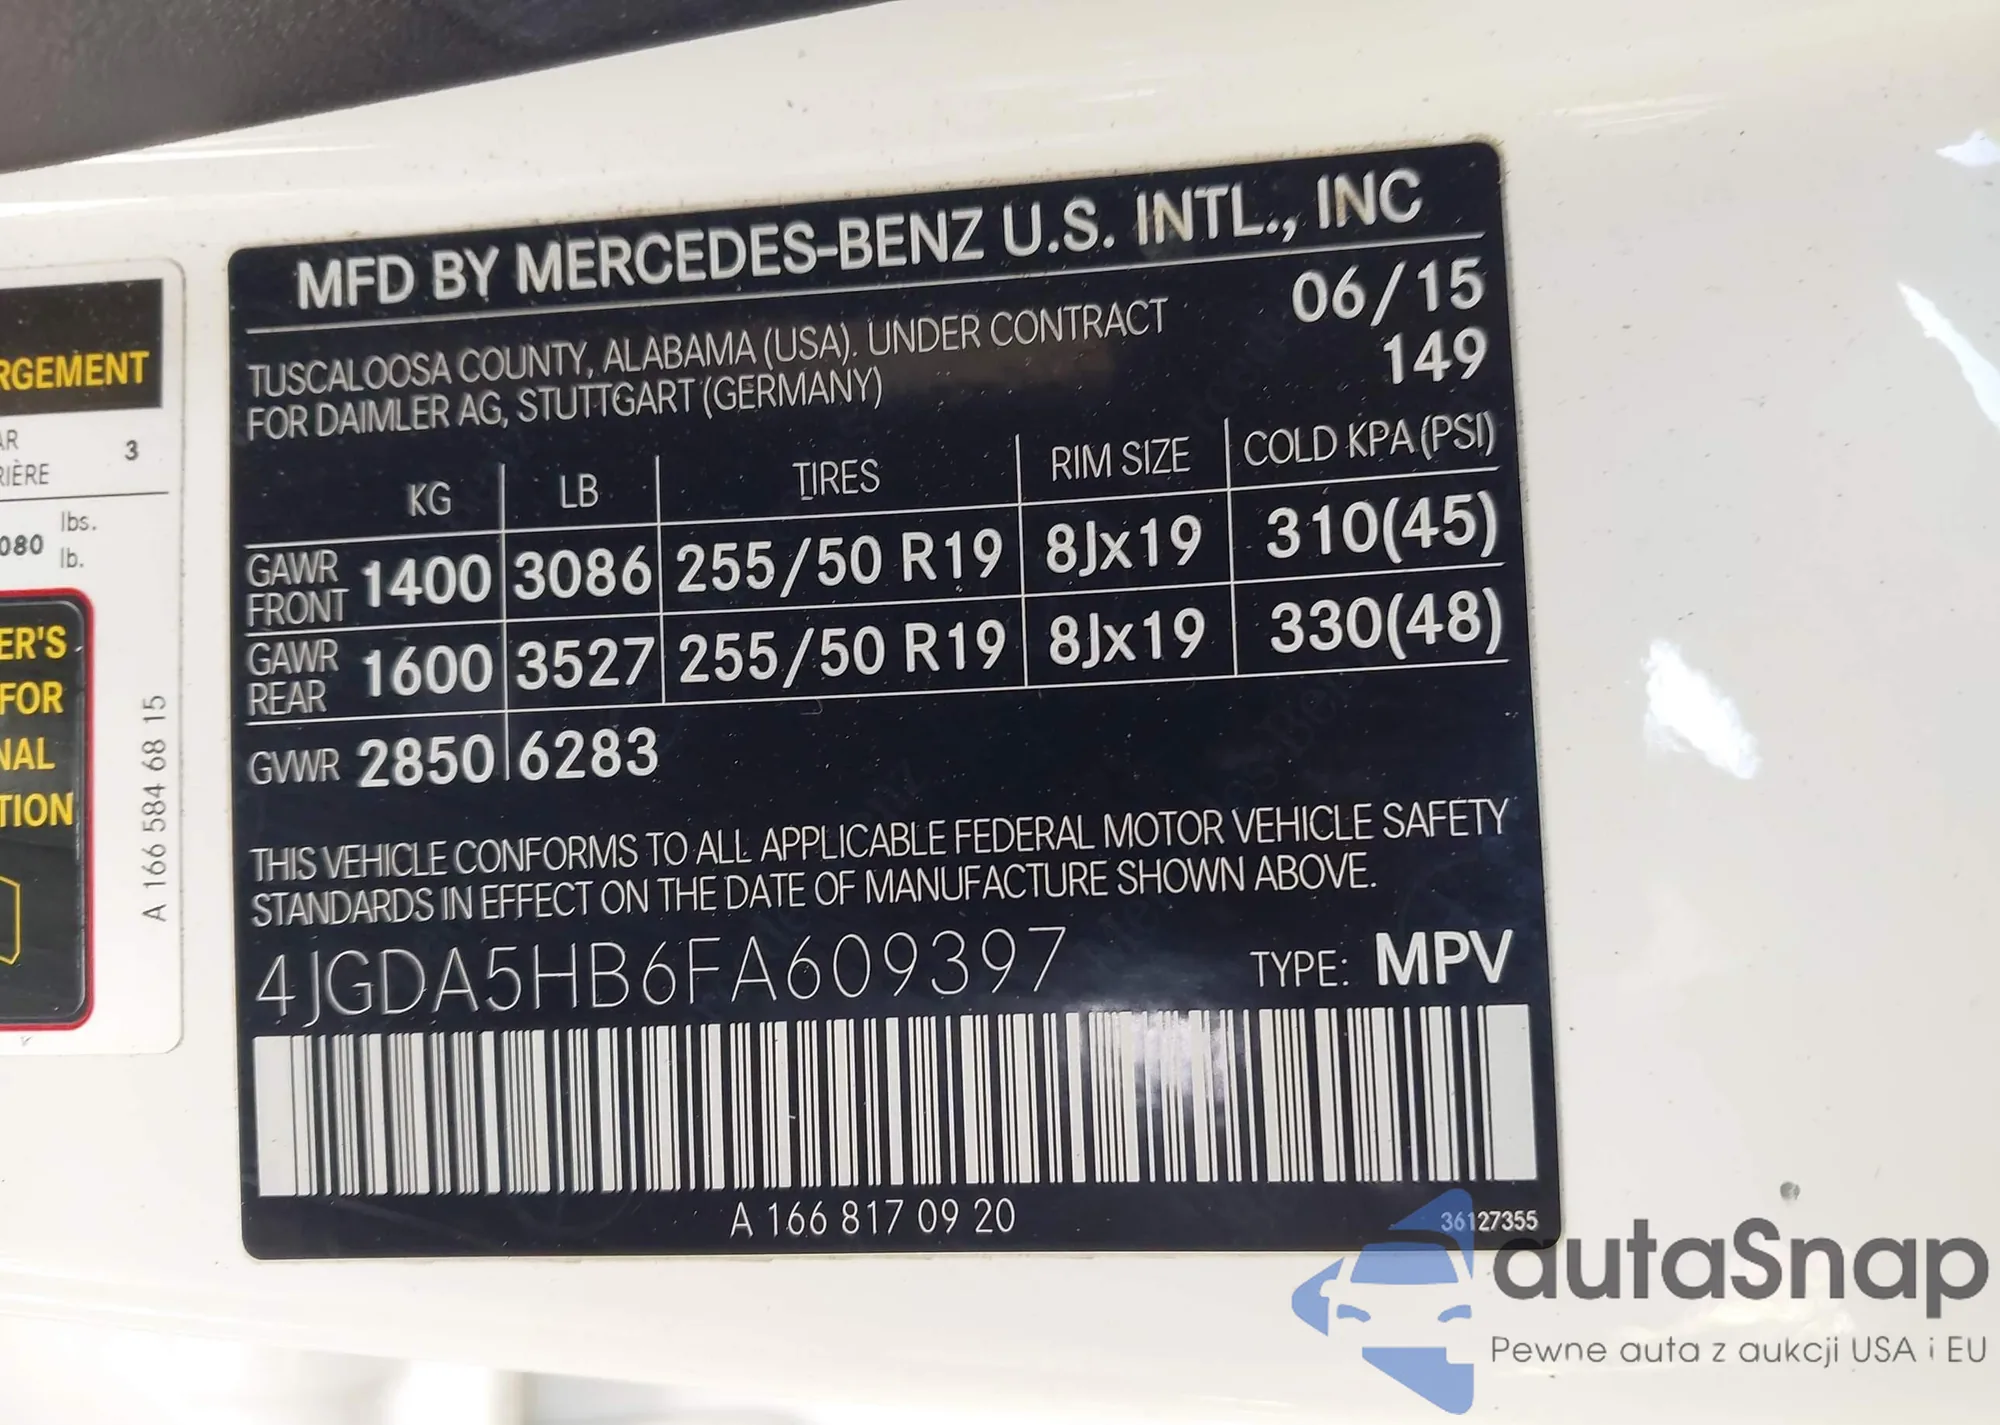 MFD BY MERCEDES-BENZ U.S. INTL., INC
TUSCALOOSA COUNTY, ALABAMA (USA). UNDER CONTRACT 06/15
FOR DAIMLER AG, STUTTGART (GERMANY) 149
KG LB TIRES RIM SIZE COLD KPA (PSI)
GAWR FRONT 1400 3086 255/50 R19 8Jx19 310(45)
GAWR REAR 1600 3527 255/50 R19 8Jx19 330(48)
GVWR 2850 6283
THIS VEHICLE CONFORMS TO ALL APPLICABLE FEDERAL MOTOR VEHICLE SAFETY
STANDARDS IN EFFECT ON THE DATE OF MANUFACTURE SHOWN ABOVE.
4JGDA5HB6FA609397 TYPE: MPV
A 166 817 09 20
36127355
RGEMENT
AR 3
RIÈRE
080 lbs.
lb.
ER'S
FOR
NAL
TION
A 166 584 68 15
autaSnap
Pewne auta z aukcji USA i EU